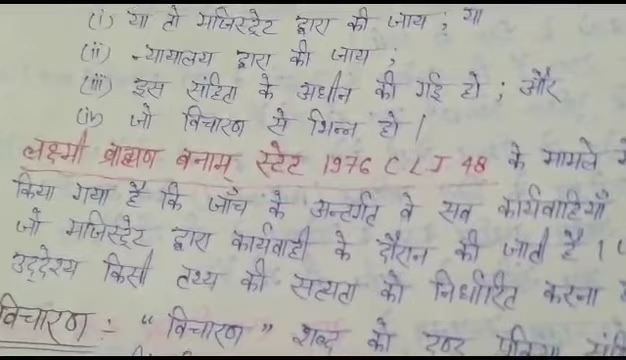 (i) या तो मजिस्ट्रेट द्वारा की जाय; या
(ii) न्यायालय द्वारा की जाय;
(iii) इस संहिता के अधीन की गई हो; और
(iv) जो विचारण से भिन्न हो।
लक्ष्मी ब्राह्मण बनाम् स्टेट 1976 C L J 48 के मामले
किया गया है कि जाँच के अन्तर्गत वे सब कार्यवाहियाँ
जो मजिस्ट्रेट द्वारा कार्यवाही के दौरान की जाती है।
उद्देश्य किसी तथ्य की सत्यता को निर्धारित करना
विचारण :- "विचारण" शब्द को